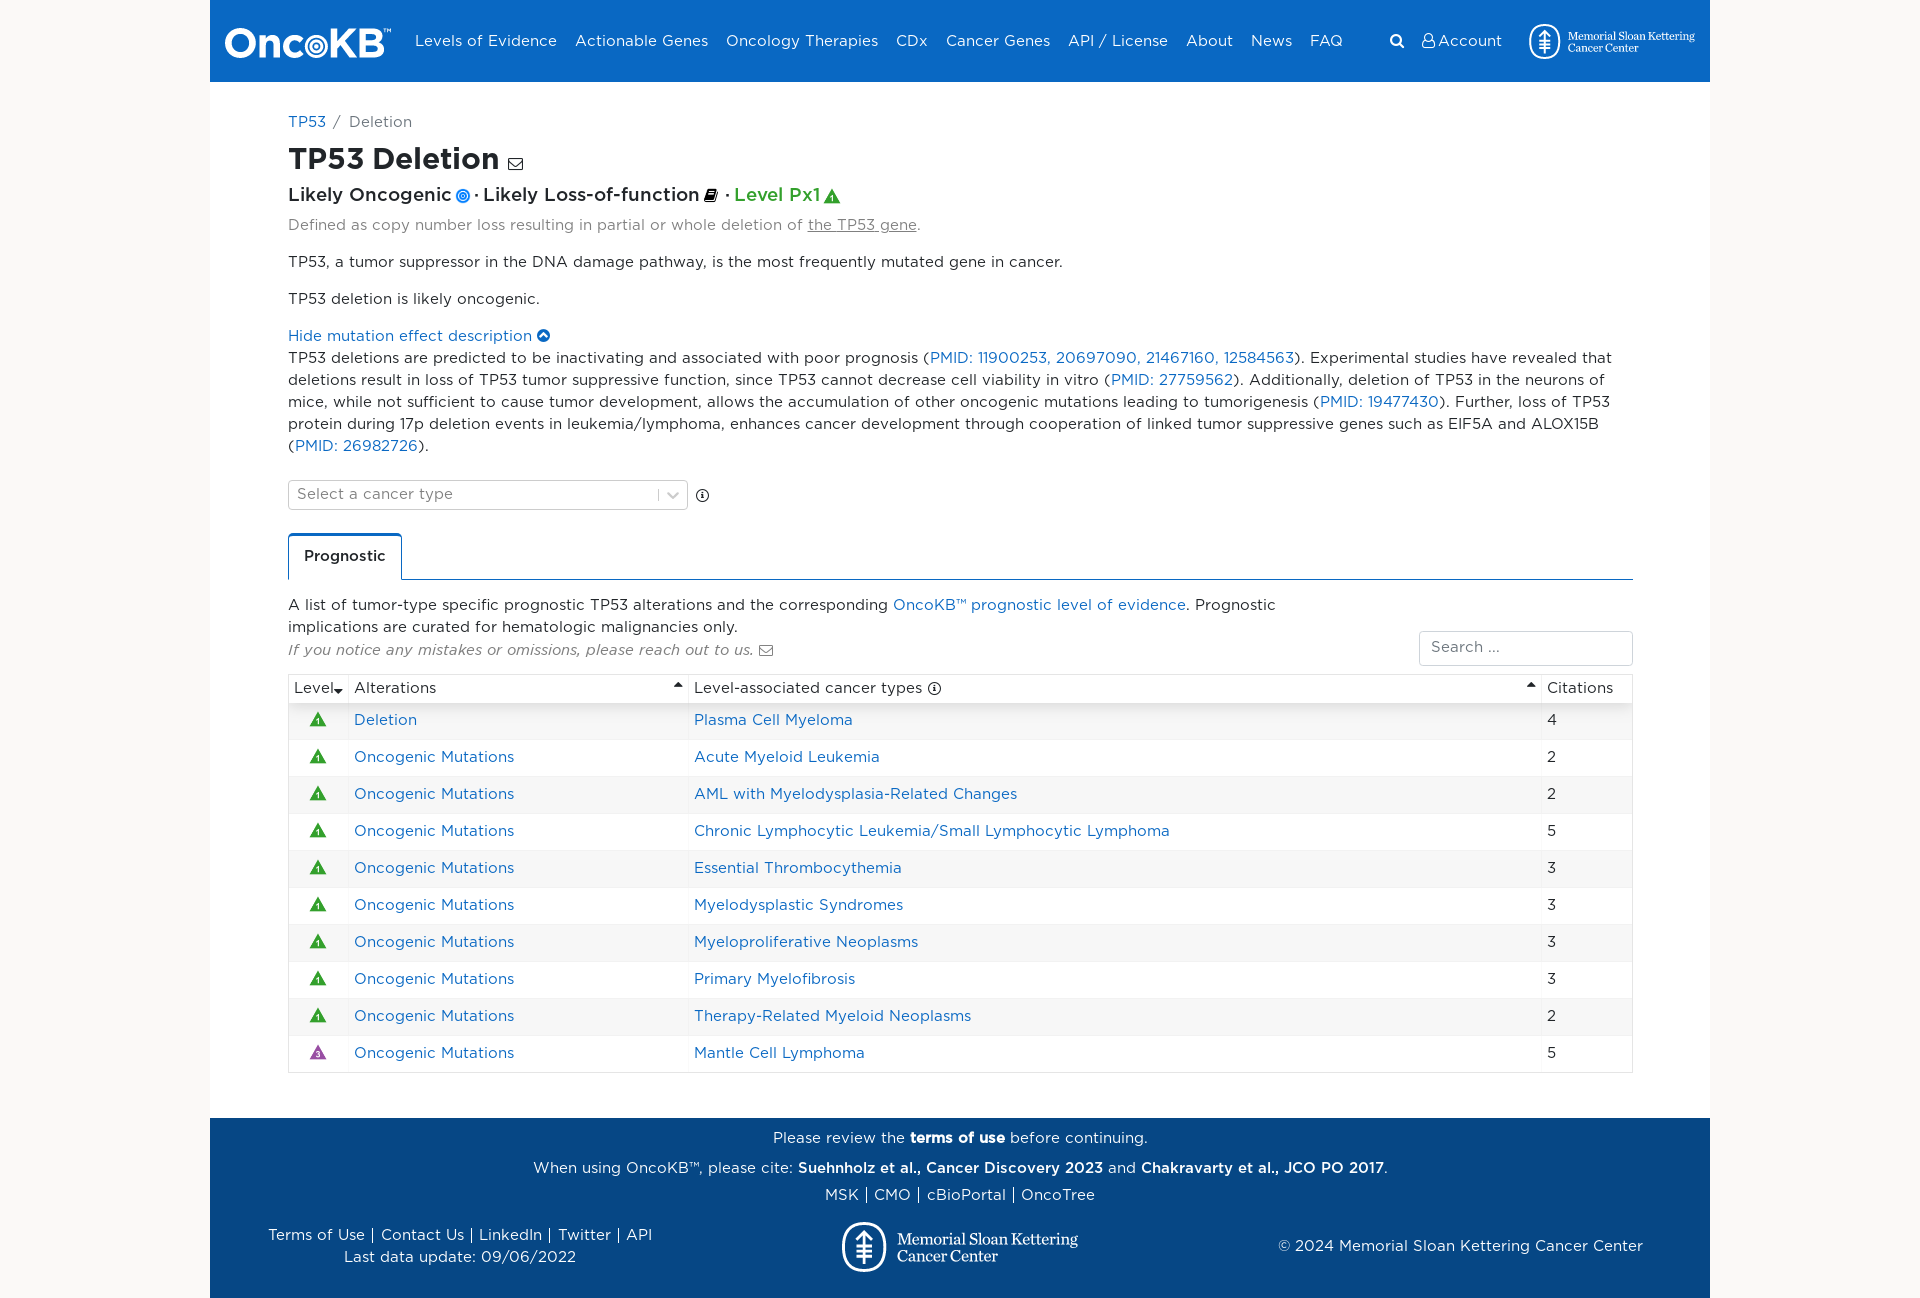 OncoKB™ Levels of Evidence Actionable Genes Oncology Therapies CDx Cancer Genes API / License About News FAQ Account Memorial Sloan Kettering
Cancer Center
TP53 / Deletion
TP53 Deletion
Likely Oncogenic · Likely Loss-of-function · Level Px1 1
Defined as copy number loss resulting in partial or whole deletion of the TP53 gene.
TP53, a tumor suppressor in the DNA damage pathway, is the most frequently mutated gene in cancer.
TP53 deletion is likely oncogenic.
Hide mutation effect description
TP53 deletions are predicted to be inactivating and associated with poor prognosis (PMID: 11900253, 20697090, 21467160, 12584563). Experimental studies have revealed that
deletions result in loss of TP53 tumor suppressive function, since TP53 cannot decrease cell viability in vitro (PMID: 27759562). Additionally, deletion of TP53 in the neurons of
mice, while not sufficient to cause tumor development, allows the accumulation of other oncogenic mutations leading to tumorigenesis (PMID: 19477430). Further, loss of TP53
protein during 17p deletion events in leukemia/lymphoma, enhances cancer development through cooperation of linked tumor suppressive genes such as EIF5A and ALOX15B
(PMID: 26982726).
Select a cancer type
Prognostic
A list of tumor-type specific prognostic TP53 alterations and the corresponding OncoKB™ prognostic level of evidence. Prognostic
implications are curated for hematologic malignancies only.
If you notice any mistakes or omissions, please reach out to us.
Search ...
Level Alterations Level-associated cancer types Citations
1 Deletion Plasma Cell Myeloma 4
1 Oncogenic Mutations Acute Myeloid Leukemia 2
1 Oncogenic Mutations AML with Myelodysplasia-Related Changes 2
1 Oncogenic Mutations Chronic Lymphocytic Leukemia/Small Lymphocytic Lymphoma 5
1 Oncogenic Mutations Essential Thrombocythemia 3
1 Oncogenic Mutations Myelodysplastic Syndromes 3
1 Oncogenic Mutations Myeloproliferative Neoplasms 3
1 Oncogenic Mutations Primary Myelofibrosis 3
1 Oncogenic Mutations Therapy-Related Myeloid Neoplasms 2
3 Oncogenic Mutations Mantle Cell Lymphoma 5
Please review the terms of use before continuing.
When using OncoKB™, please cite: Suehnholz et al., Cancer Discovery 2023 and Chakravarty et al., JCO PO 2017.
MSK | CMO | cBioPortal | OncoTree
Terms of Use | Contact Us | LinkedIn | Twitter | API
Last data update: 09/06/2022
Memorial Sloan Kettering
Cancer Center
© 2024 Memorial Sloan Kettering Cancer Center